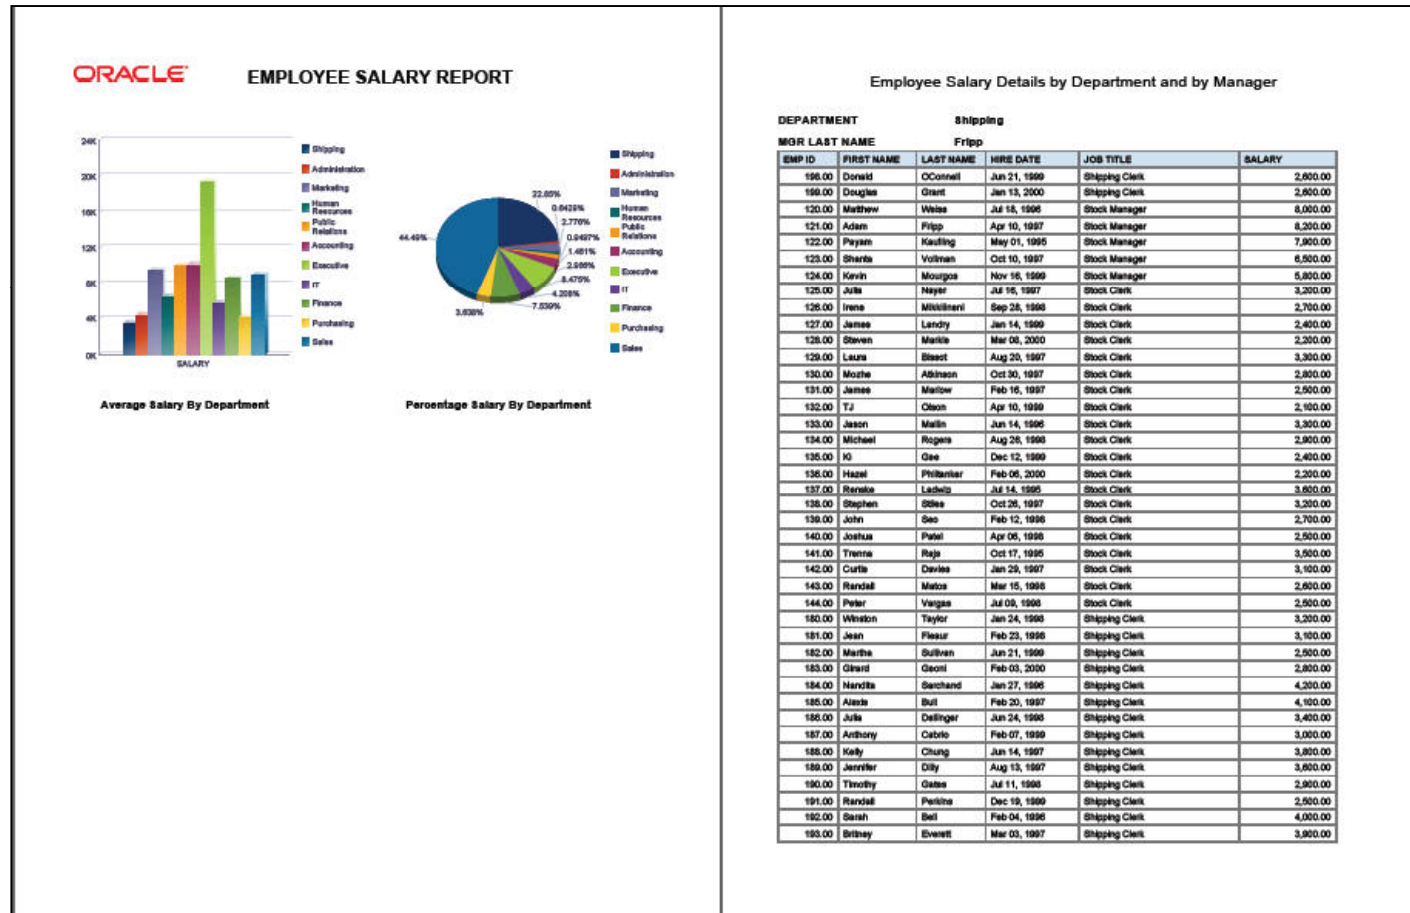 ORACLE
EMPLOYEE SALARY REPORT
24K
20K
16K
12K
8K
4K
0K
SALARY
Shipping
Administration
Marketing
Human
Resources
Public
Relations
Accounting
Executive
IT
Finance
Purchasing
Sales
Average Salary By Department
22.85%
0.6429%
2.776%
0.9497%
1.461%
2.966%
8.475%
4.208%
7.539%
3.638%
44.49%
Shipping
Administration
Marketing
Human
Resources
Public
Relations
Accounting
Executive
IT
Finance
Purchasing
Sales
Percentage Salary By Department
Employee Salary Details by Department and by Manager
DEPARTMENT Shipping
MGR LAST NAME Fripp
EMP ID FIRST NAME LAST NAME HIRE DATE JOB TITLE SALARY
198.00 Donald OConnell Jun 21, 1999 Shipping Clerk 2,600.00
199.00 Douglas Grant Jan 13, 2000 Shipping Clerk 2,600.00
120.00 Matthew Weiss Jul 18, 1996 Stock Manager 8,000.00
121.00 Adam Fripp Apr 10, 1997 Stock Manager 8,200.00
122.00 Payam Kaufling May 01, 1995 Stock Manager 7,900.00
123.00 Shanta Vollman Oct 10, 1997 Stock Manager 6,500.00
124.00 Kevin Mourgos Nov 16, 1999 Stock Manager 5,800.00
125.00 Julia Nayer Jul 16, 1997 Stock Clerk 3,200.00
126.00 Irene Mikkilineni Sep 28, 1998 Stock Clerk 2,700.00
127.00 James Landry Jan 14, 1999 Stock Clerk 2,400.00
128.00 Steven Markle Mar 08, 2000 Stock Clerk 2,200.00
129.00 Laura Bissot Aug 20, 1997 Stock Clerk 3,300.00
130.00 Mozhe Atkinson Oct 30, 1997 Stock Clerk 2,800.00
131.00 James Marlow Feb 16, 1997 Stock Clerk 2,500.00
132.00 TJ Olson Apr 10, 1999 Stock Clerk 2,100.00
133.00 Jason Mallin Jun 14, 1996 Stock Clerk 3,300.00
134.00 Michael Rogers Aug 26, 1998 Stock Clerk 2,900.00
135.00 Ki Gee Dec 12, 1999 Stock Clerk 2,400.00
136.00 Hazel Philtanker Feb 06, 2000 Stock Clerk 2,200.00
137.00 Renske Ladwig Jul 14, 1995 Stock Clerk 3,600.00
138.00 Stephen Stiles Oct 26, 1997 Stock Clerk 3,200.00
139.00 John Seo Feb 12, 1998 Stock Clerk 2,700.00
140.00 Joshua Patel Apr 06, 1998 Stock Clerk 2,500.00
141.00 Trenna Rajs Oct 17, 1995 Stock Clerk 3,500.00
142.00 Curtis Davies Jan 29, 1997 Stock Clerk 3,100.00
143.00 Randall Matos Mar 15, 1998 Stock Clerk 2,600.00
144.00 Peter Vargas Jul 09, 1998 Stock Clerk 2,500.00
180.00 Winston Taylor Jan 24, 1998 Shipping Clerk 3,200.00
181.00 Jean Fleaur Feb 23, 1998 Shipping Clerk 3,100.00
182.00 Martha Sullivan Jun 21, 1999 Shipping Clerk 2,500.00
183.00 Girard Geoni Feb 03, 2000 Shipping Clerk 2,800.00
184.00 Nandita Sarchand Jan 27, 1996 Shipping Clerk 4,200.00
185.00 Alexis Bull Feb 20, 1997 Shipping Clerk 4,100.00
186.00 Julia Dellinger Jun 24, 1998 Shipping Clerk 3,400.00
187.00 Anthony Cabrio Feb 07, 1999 Shipping Clerk 3,000.00
188.00 Kelly Chung Jun 14, 1997 Shipping Clerk 3,800.00
189.00 Jennifer Dilly Aug 13, 1997 Shipping Clerk 3,600.00
190.00 Timothy Gates Jul 11, 1998 Shipping Clerk 2,900.00
191.00 Randall Perkins Dec 19, 1999 Shipping Clerk 2,500.00
192.00 Sarah Bell Feb 04, 1996 Shipping Clerk 4,000.00
193.00 Britney Everett Mar 03, 1997 Shipping Clerk 3,900.00